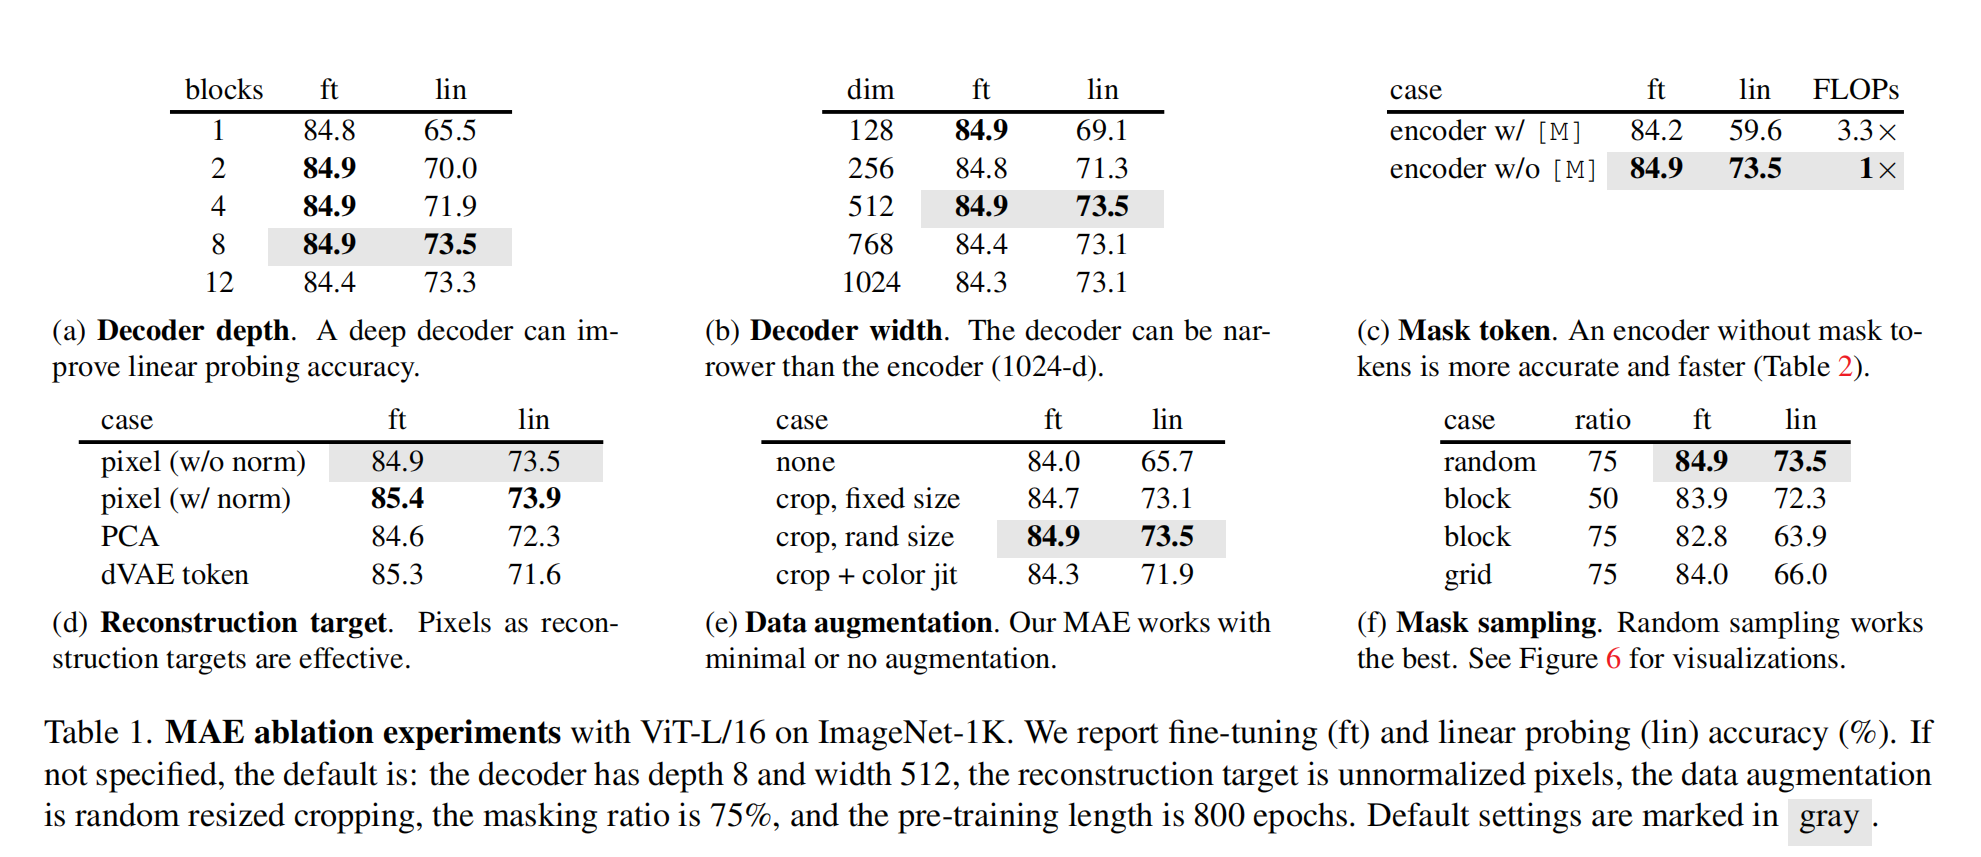 blocks ft lin
1 84.8 65.5
2 84.9 70.0
4 84.9 71.9
8 84.9 73.5
12 84.4 73.3
(a) Decoder depth. A deep decoder can im-
prove linear probing accuracy.
dim ft lin
128 84.9 69.1
256 84.8 71.3
512 84.9 73.5
768 84.4 73.1
1024 84.3 73.1
(b) Decoder width. The decoder can be nar-
rower than the encoder (1024-d).
case ft lin FLOPs
encoder w/ [M] 84.2 59.6 3.3×
encoder w/o [M] 84.9 73.5 1×
(c) Mask token. An encoder without mask to-
kens is more accurate and faster (Table 2).
case ft lin
pixel (w/o norm) 84.9 73.5
pixel (w/ norm) 85.4 73.9
PCA 84.6 72.3
dVAE token 85.3 71.6
(d) Reconstruction target. Pixels as recon-
struction targets are effective.
case ft lin
none 84.0 65.7
crop, fixed size 84.7 73.1
crop, rand size 84.9 73.5
crop + color jit 84.3 71.9
(e) Data augmentation. Our MAE works with
minimal or no augmentation.
case ratio ft lin
random 75 84.9 73.5
block 50 83.9 72.3
block 75 82.8 63.9
grid 75 84.0 66.0
(f) Mask sampling. Random sampling works
the best. See Figure 6 for visualizations.
Table 1. MAE ablation experiments with ViT-L/16 on ImageNet-1K. We report fine-tuning (ft) and linear probing (lin) accuracy (%). If
not specified, the default is: the decoder has depth 8 and width 512, the reconstruction target is unnormalized pixels, the data augmentation
is random resized cropping, the masking ratio is 75%, and the pre-training length is 800 epochs. Default settings are marked in gray .